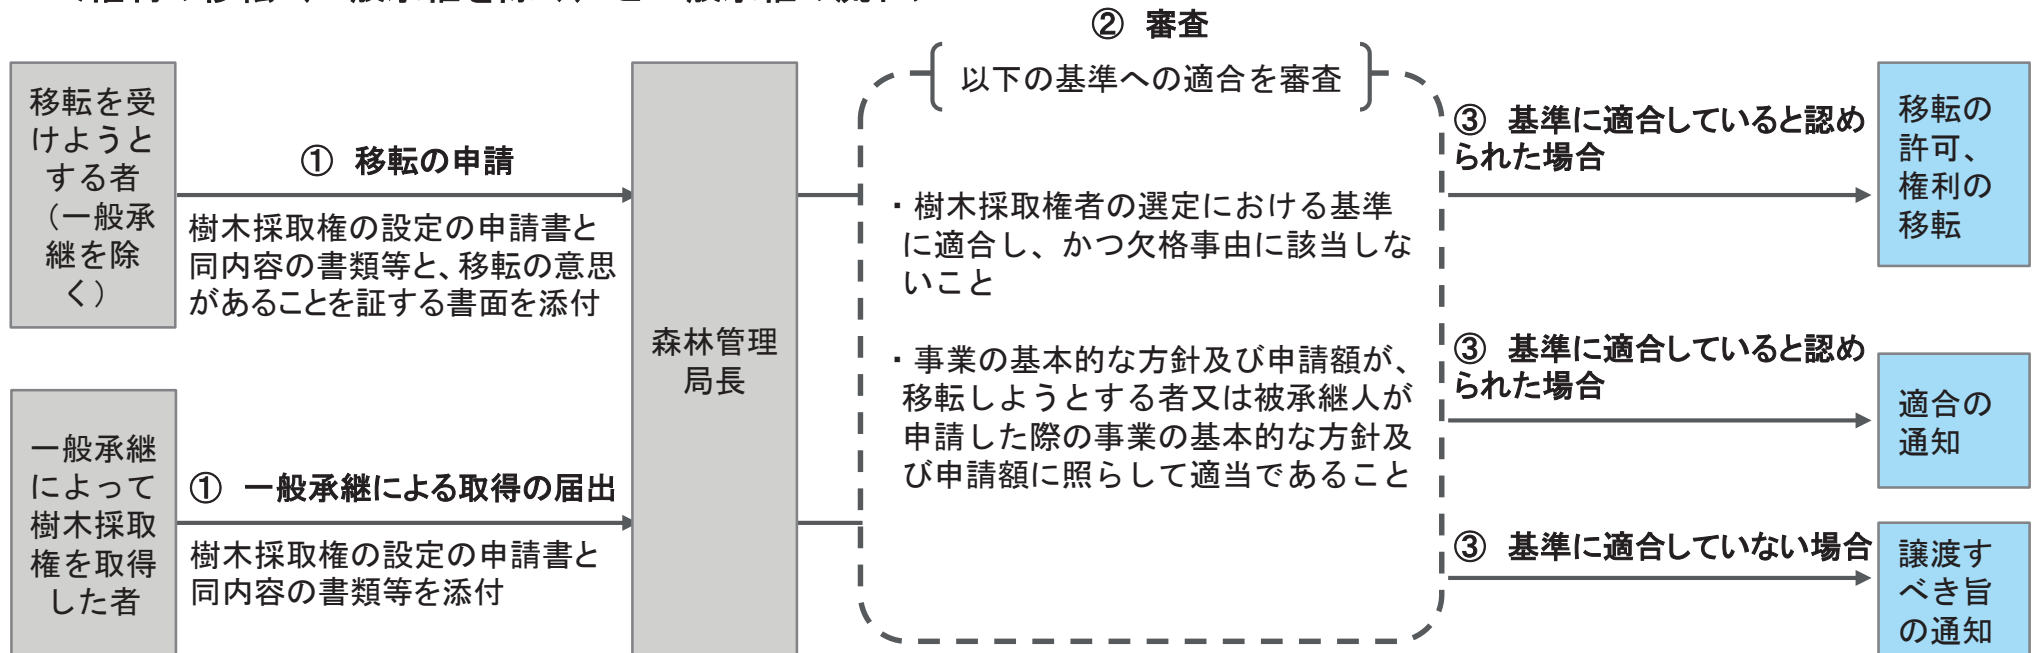 ② 審査
以下の基準への適合を審査
移転を受
けようと
する者
（一般承
継を除
く）
① 移転の申請
樹木採取権の設定の申請書と
同内容の書類等と、移転の意思
があることを証する書面を添付
一般承継
によって
樹木採取
権を取得
した者
① 一般承継による取得の届出
樹木採取権の設定の申請書と
同内容の書類等を添付
森林管理
局長
・樹木採取権者の選定における基準
に適合し、かつ欠格事由に該当しな
いこと
・事業の基本的な方針及び申請額が、
移転しようとする者又は被承継人が
申請した際の事業の基本的な方針及
び申請額に照らして適当であること
③ 基準に適合していると認め
られた場合
移転の
許可、
権利の
移転
③ 基準に適合していると認め
られた場合
適合の
通知
③ 基準に適合していない場合
譲渡す
べき旨
の通知